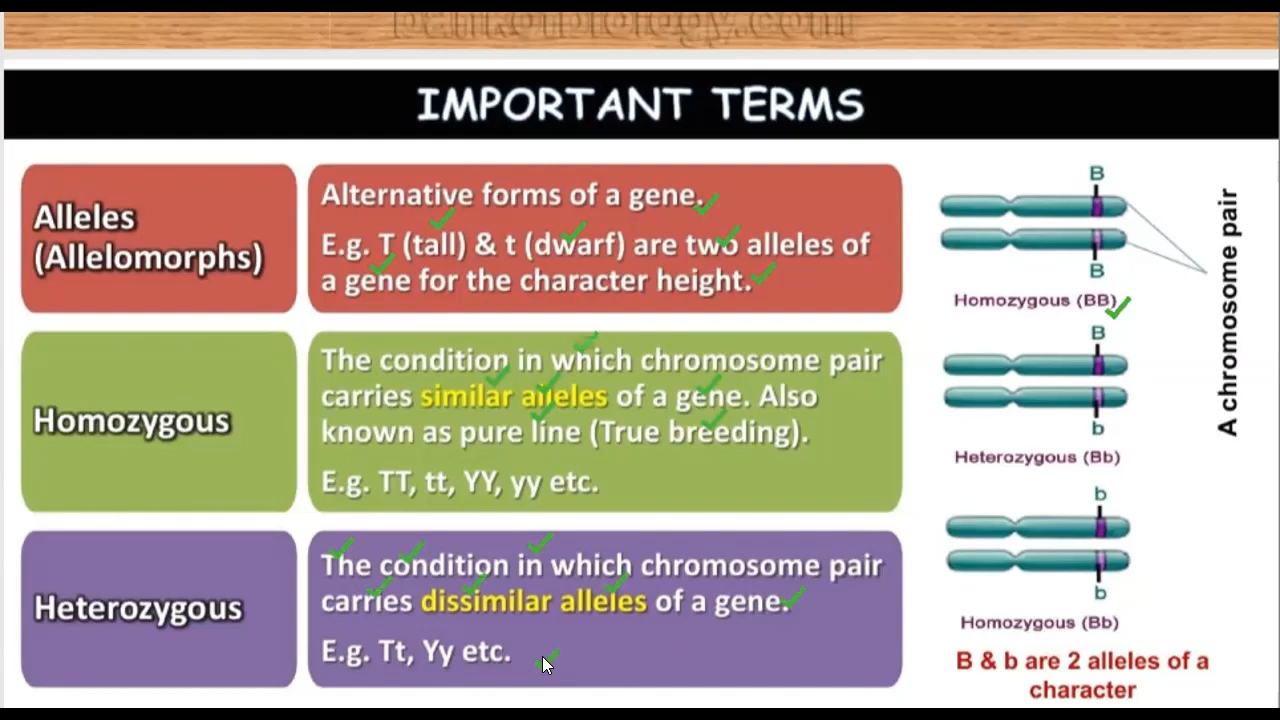 IMPORTANT TERMS
Alleles
(Allelomorphs)
Alternative forms of a gene.
E.g. T (tall) & t (dwarf) are two alleles of
a gene for the character height.
Homozygous
The condition in which chromosome pair
carries similar alleles of a gene. Also
known as pure line (True breeding).
E.g. TT, tt, YY, yy etc.
Heterozygous
The condition in which chromosome pair
carries dissimilar alleles of a gene.
E.g. Tt, Yy etc.
B
B
Homozygous (BB)
B
b
Heterozygous (Bb)
b
b
Homozygous (Bb)
A chromosome pair
B & b are 2 alleles of a
character